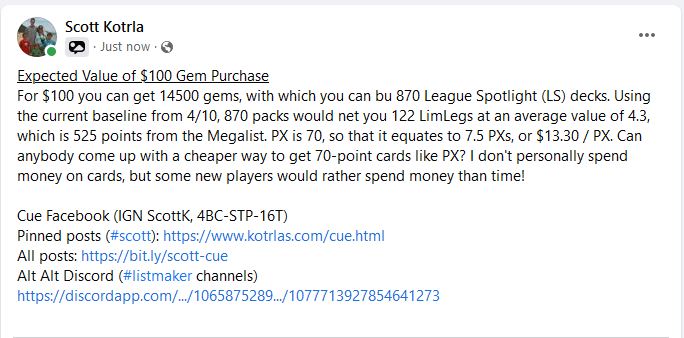 Scott Kotrla
· Just now ·
Expected Value of $100 Gem Purchase
For $100 you can get 14500 gems, with which you can bu 870 League Spotlight (LS) decks. Using
the current baseline from 4/10, 870 packs would net you 122 LimLegs at an average value of 4.3,
which is 525 points from the Megalist. PX is 70, so that it equates to 7.5 PXs, or $13.30 / PX. Can
anybody come up with a cheaper way to get 70-point cards like PX? I don't personally spend
money on cards, but some new players would rather spend money than time!
Cue Facebook (IGN ScottK, 4BC-STP-16T)
Pinned posts (#scott): https://www.kotrlas.com/cue.html
All posts: https://bit.ly/scott-cue
Alt Alt Discord (#listmaker channels)
https://discordapp.com/.../1065875289.../1077713927854641273